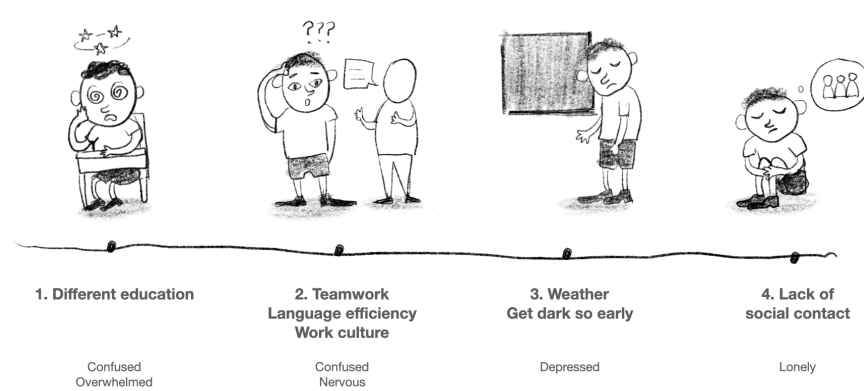 ???
1. Different education
Confused
Overwhelmed
2. Teamwork
Language efficiency
Work culture
Confused
Nervous
3. Weather
Get dark so early
Depressed
4. Lack of
social contact
Lonely